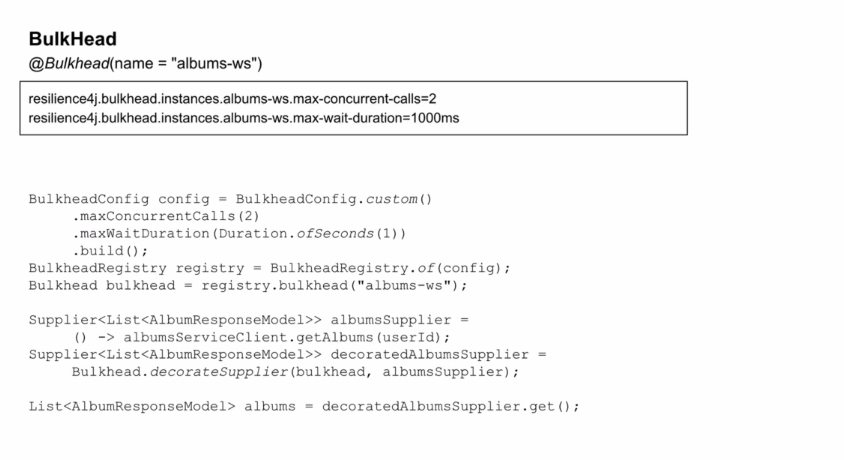 BulkHead
@Bulkhead(name = "albums-ws")
resilience4j.bulkhead.instances.albums-ws.max-concurrent-calls=2
resilience4j.bulkhead.instances.albums-ws.max-wait-duration=1000ms
BulkheadConfig config = BulkheadConfig.custom()
.maxConcurrentCalls(2)
.maxWaitDuration(Duration.ofSeconds(1))
.build();
BulkheadRegistry registry = BulkheadRegistry.of(config);
Bulkhead bulkhead = registry.bulkhead("albums-ws");
Supplier<List<AlbumResponseModel>> albumsSupplier =
() -> albumsServiceClient.getAlbums(userId);
Supplier<List<AlbumResponseModel>> decoratedAlbumsSupplier =
Bulkhead.decorateSupplier(bulkhead, albumsSupplier);
List<AlbumResponseModel> albums = decoratedAlbumsSupplier.get();